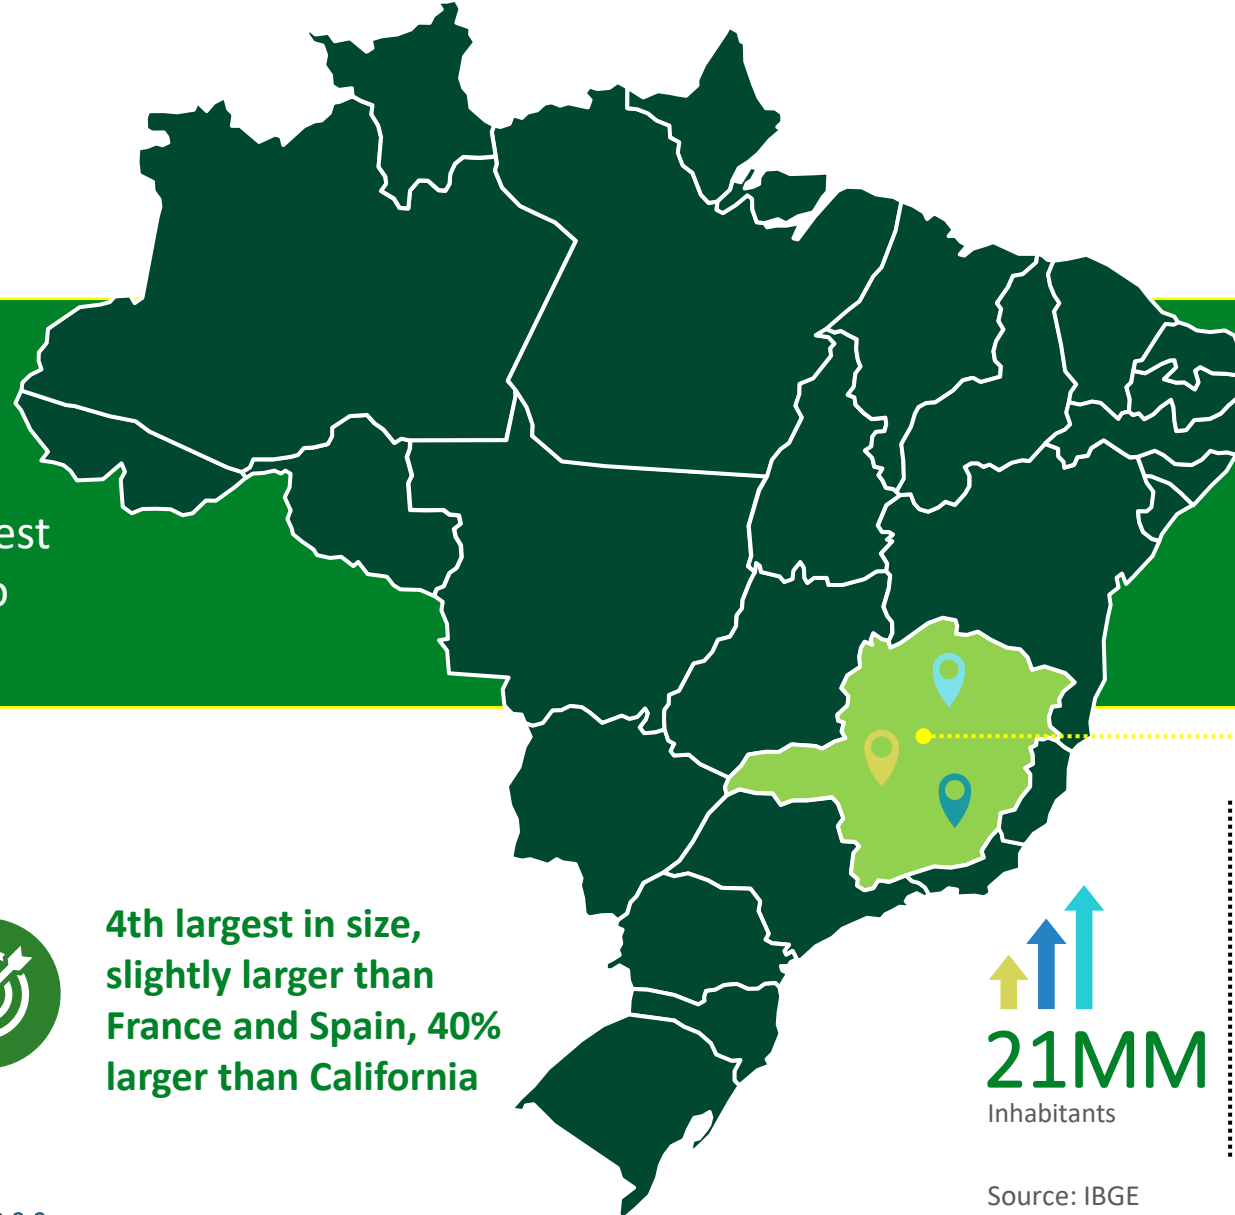 4th largest in size,
slightly larger than
France and Spain, 40%
larger than California
21MM
Inhabitants
Source: IBGE